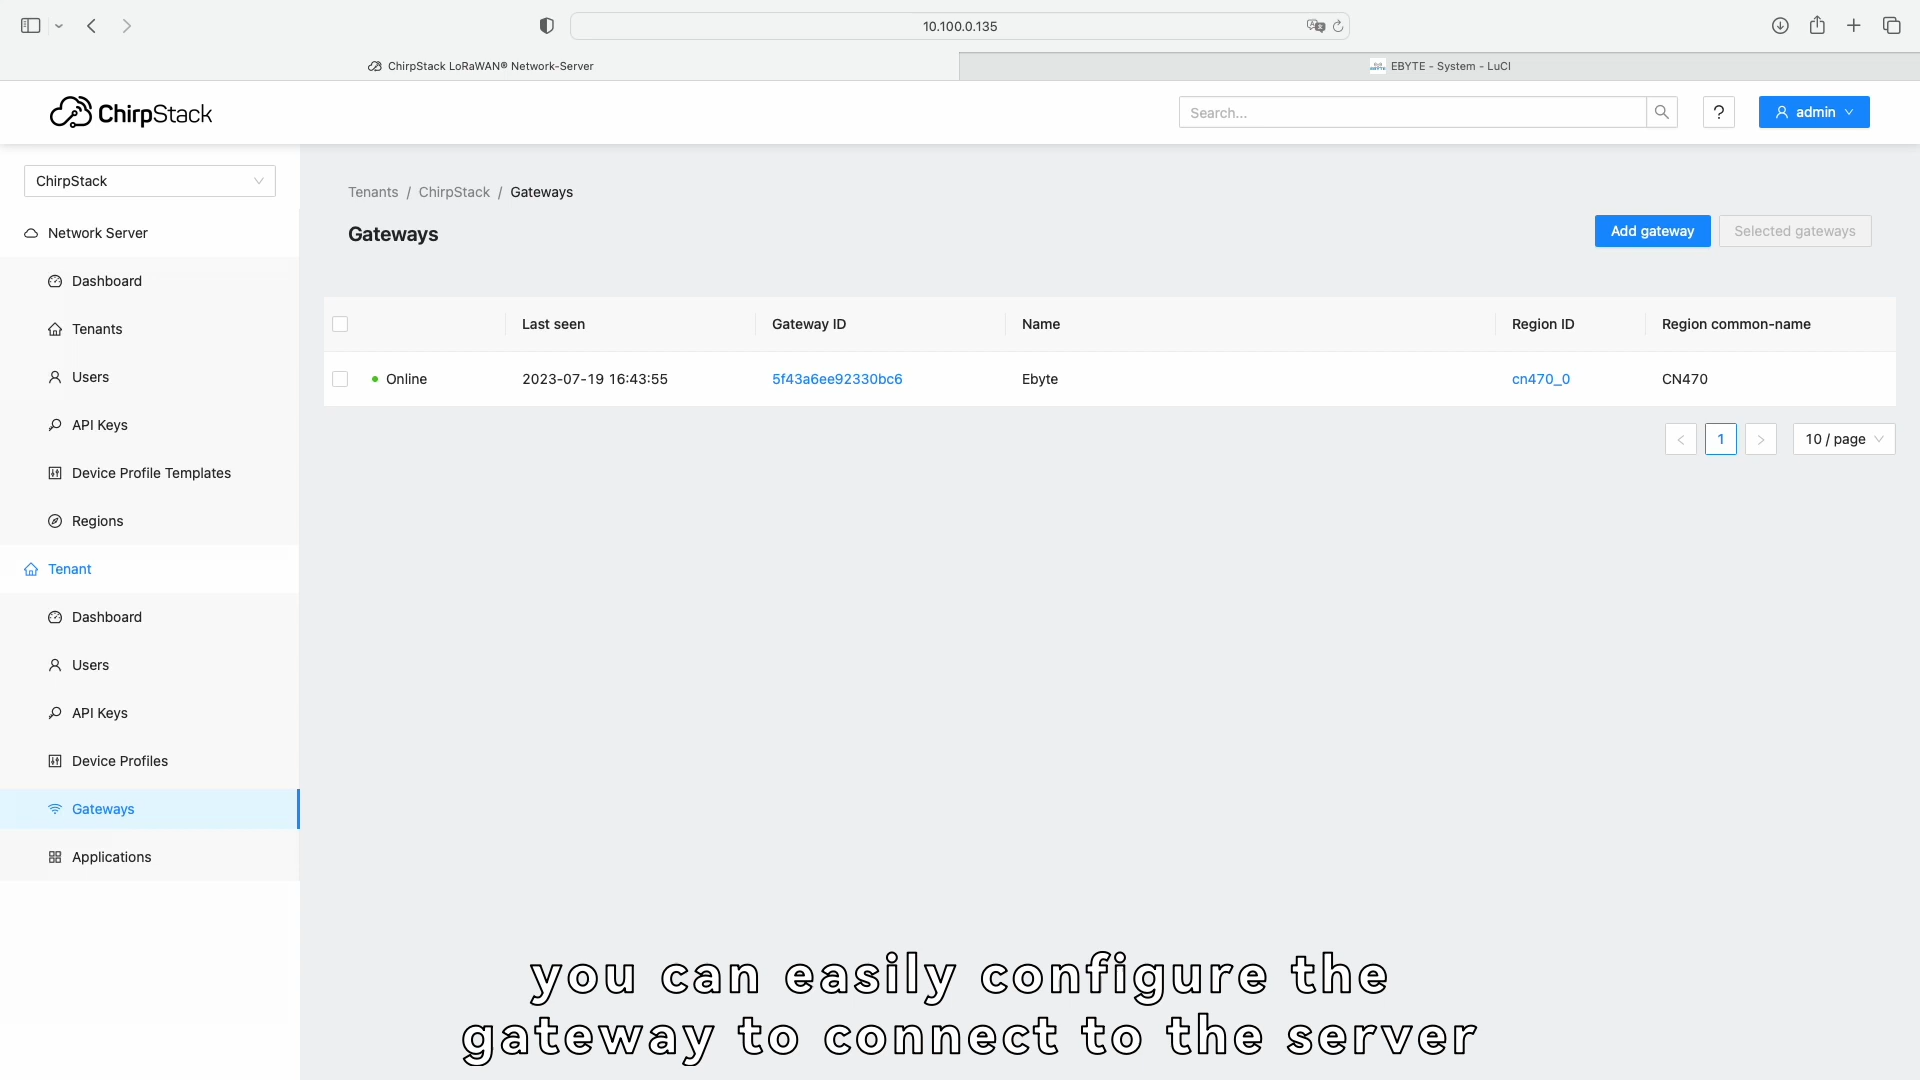 10.100.0.135
ChirpStack LoRaWAN® Network-Server
EBYTE - System - LuCI
ChirpStack
Search...
?
admin
ChirpStack
Network Server
Dashboard
Tenants
Users
API Keys
Device Profile Templates
Regions
Tenant
Dashboard
Users
API Keys
Device Profiles
Gateways
Applications
Tenants / ChirpStack / Gateways
Gateways
Add gateway
Selected gateways
Last seen Gateway ID Name Region ID Region common-name
Online 2023-07-19 16:43:55 5f43a6ee92330bc6 Ebyte cn470_0 CN470
< 1 > 10 / page
you can easily configure the
gateway to connect to the server